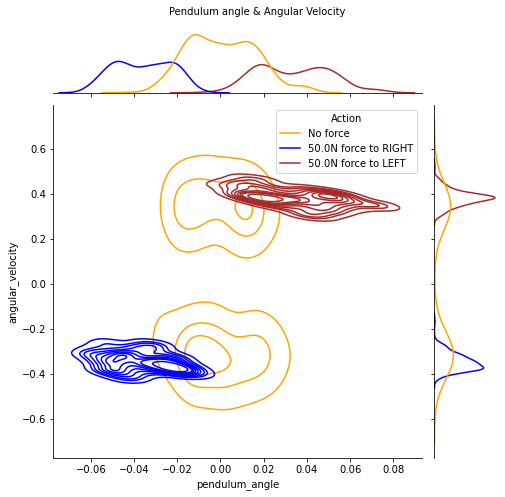 Pendulum angle & Angular Velocity
Action
No force
50.0N force to RIGHT
50.0N force to LEFT
0.6
0.4
0.2
0.0
−0.2
−0.4
−0.6
angular_velocity
−0.06
−0.04
−0.02
0.00
0.02
0.04
0.06
0.08
pendulum_angle